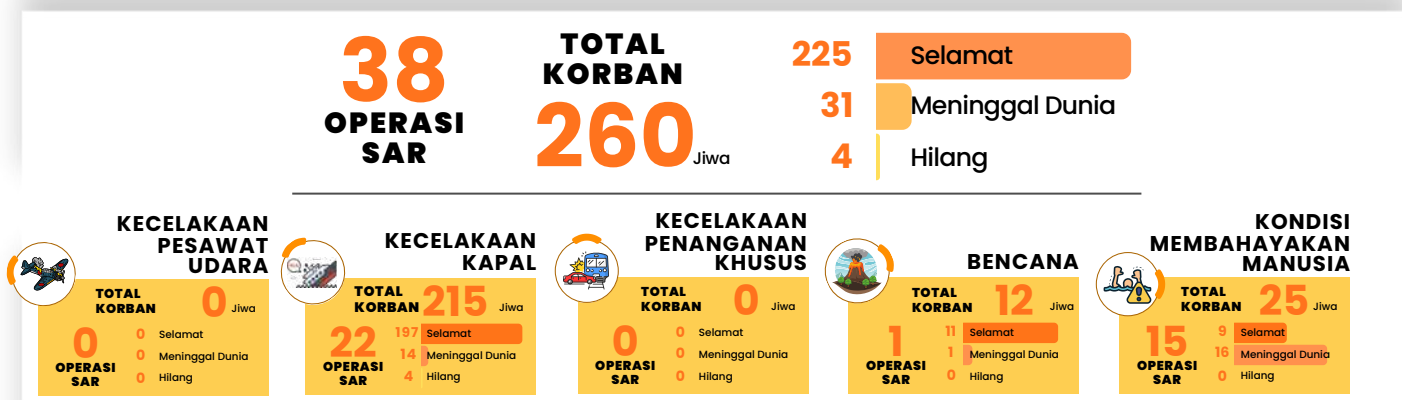 38
OPERASI
SAR
TOTAL
KORBAN
260 Jiwa
225 Selamat
31 Meninggal Dunia
4 Hilang
KECELAKAAN
PESAWAT
UDARA
TOTAL
KORBAN 0 Jiwa
0
OPERASI
SAR
0 Selamat
0 Meninggal Dunia
0 Hilang
KECELAKAAN
KAPAL
TOTAL
KORBAN 215 Jiwa
22
OPERASI
SAR
197 Selamat
14 Meninggal Dunia
4 Hilang
KECELAKAAN
PENANGANAN
KHUSUS
TOTAL
KORBAN 0 Jiwa
0
OPERASI
SAR
0 Selamat
0 Meninggal Dunia
0 Hilang
BENCANA
TOTAL
KORBAN 12 Jiwa
1
OPERASI
SAR
11 Selamat
1 Meninggal Dunia
0 Hilang
KONDISI
MEMBAHAYAKAN
MANUSIA
TOTAL
KORBAN 25 Jiwa
15
OPERASI
SAR
9 Selamat
16 Meninggal Dunia
0 Hilang